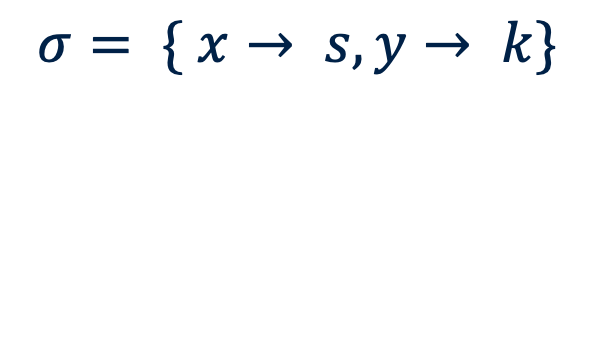 σ = { x → s, y → k}